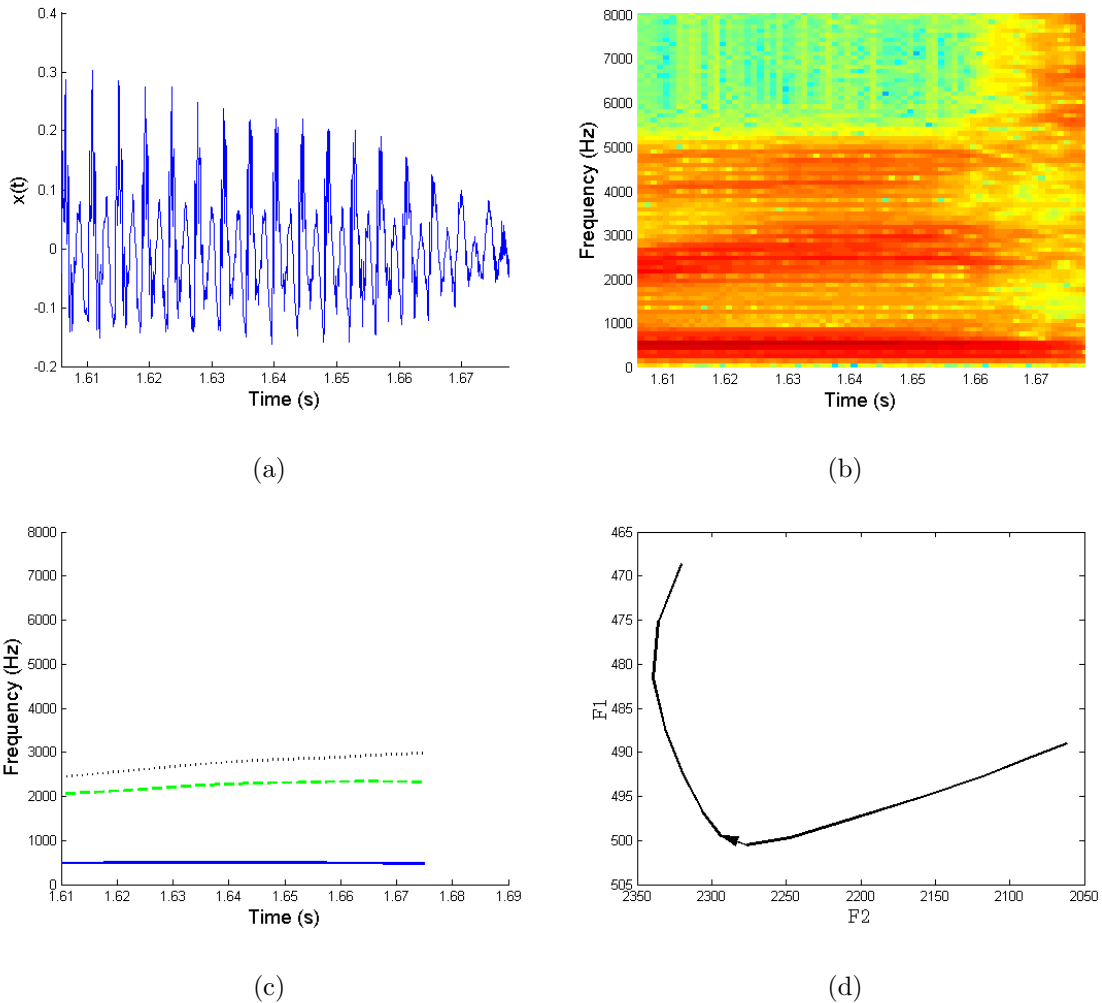 0.4
0.3
0.2
0.1
0
-0.1
-0.2
x(t)
1.61 1.62 1.63 1.64 1.65 1.66 1.67
Time (s)
(a)
8000
7000
6000
5000
4000
3000
2000
1000
0
Frequency (Hz)
1.61 1.62 1.63 1.64 1.65 1.66 1.67
Time (s)
(b)
8000
7000
6000
5000
4000
3000
2000
1000
0
Frequency (Hz)
1.61 1.62 1.63 1.64 1.65 1.66 1.67 1.68 1.69
Time (s)
(c)
465
470
475
480
485
490
495
500
505
F1
2350 2300 2250 2200 2150 2100 2050
F2
(d)